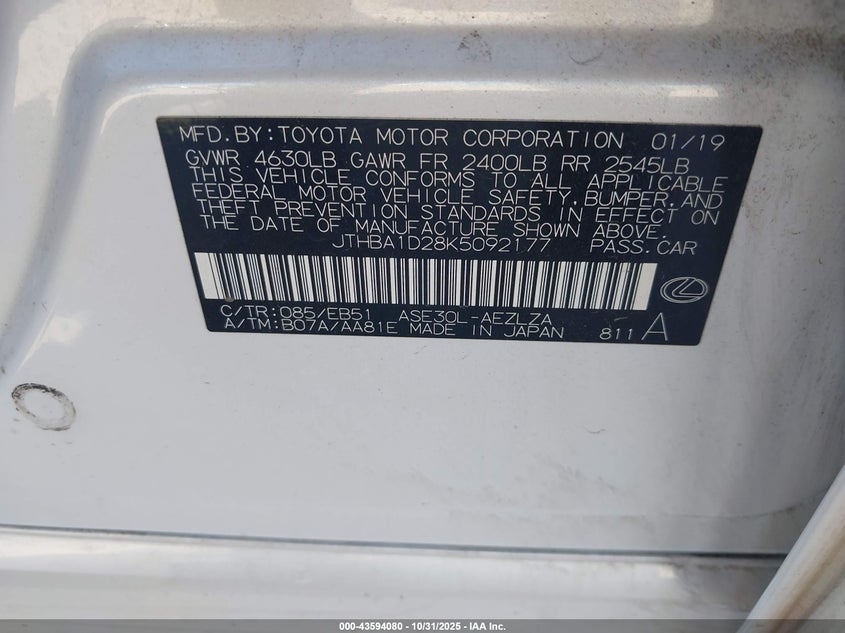 MFD. BY: TOYOTA MOTOR CORPORATION 01/19
GVWR 4630LB GAWR FR 2400LB RR 2545LB
THIS VEHICLE CONFORMS TO ALL APPLICABLE
FEDERAL MOTOR VEHICLE SAFETY, BUMPER, AND
THEFT PREVENTION STANDARDS IN EFFECT ON
THE DATE OF MANUFACTURE SHOWN ABOVE.
JTHBA1D28K5092177 PASS. CAR
C/TR: 085/EB51 ASE30L-AEZLZA
A/TM: B07A/AA81E MADE IN JAPAN 811 A
000-43594080 - 10/31/2025 - IAA Inc.